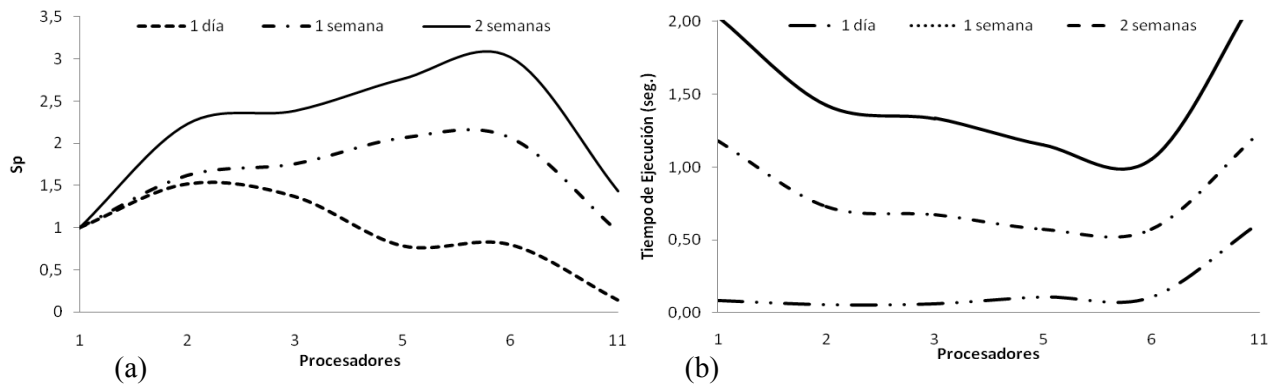 1 día
1 semana
2 semanas
3,5
3
2,5
2
1,5
1
0,5
0
Sp
1
2
3
5
6
11
Procesadores
(a)
1 día
1 semana
2 semanas
2,00
1,50
1,00
0,50
0,00
Tiempo de Ejecución (seg.)
1
2
3
5
6
11
Procesadores
(b)